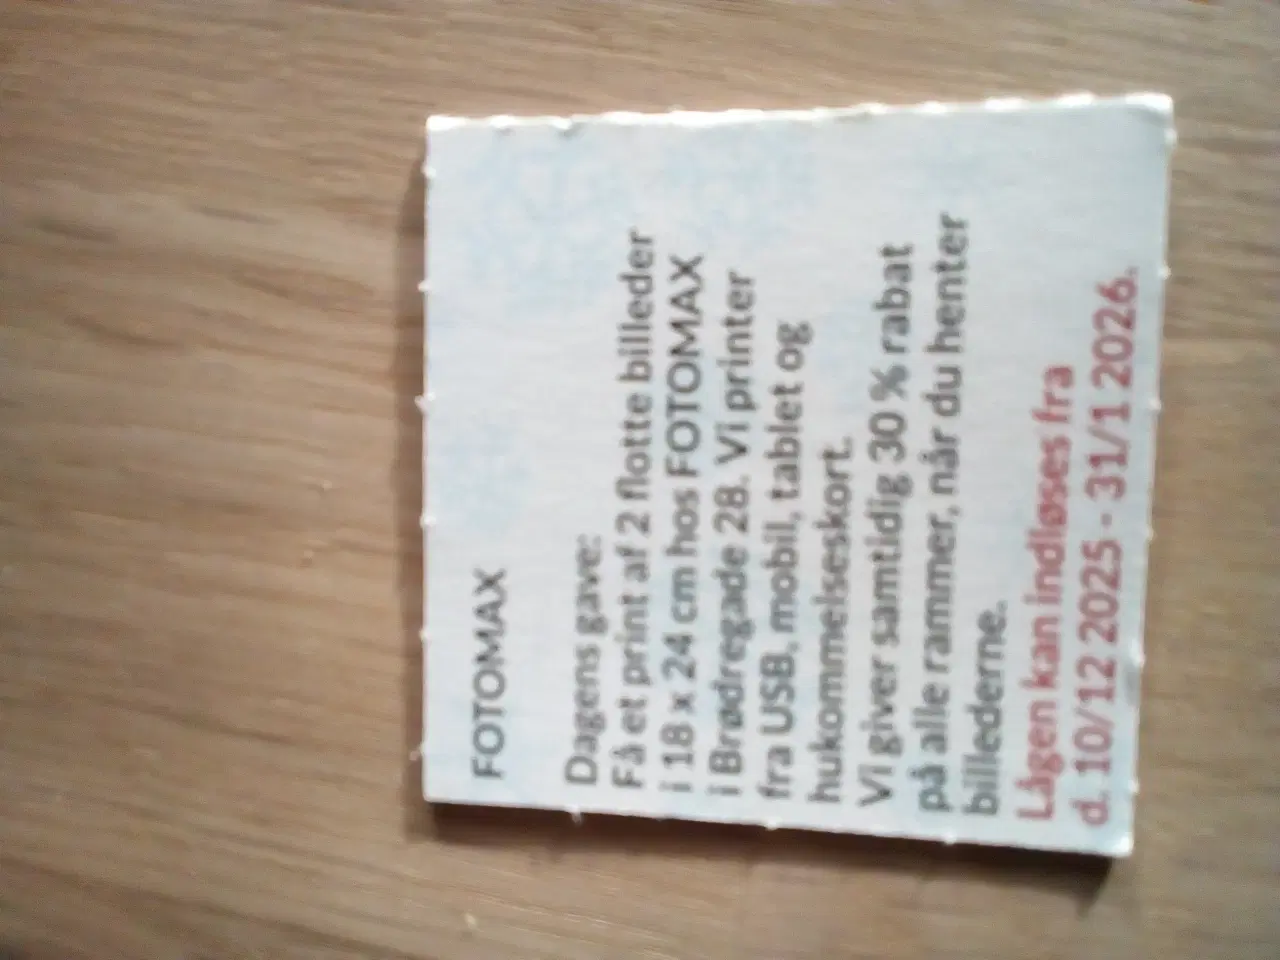 FOTOMAX
Dagens gave:
Få et print af 2 flotte billeder
i 18 x 24 cm hos FOTOMAX
i Brødregade 28. Vi printer
fra USB, mobil, tablet og
hukommelseskort.
Vi giver samtidig 30 % rabat
på alle rammer, når du henter
billederne.
Lågen kan indløses fra
d. 10/12 2025 - 31/1 2026.